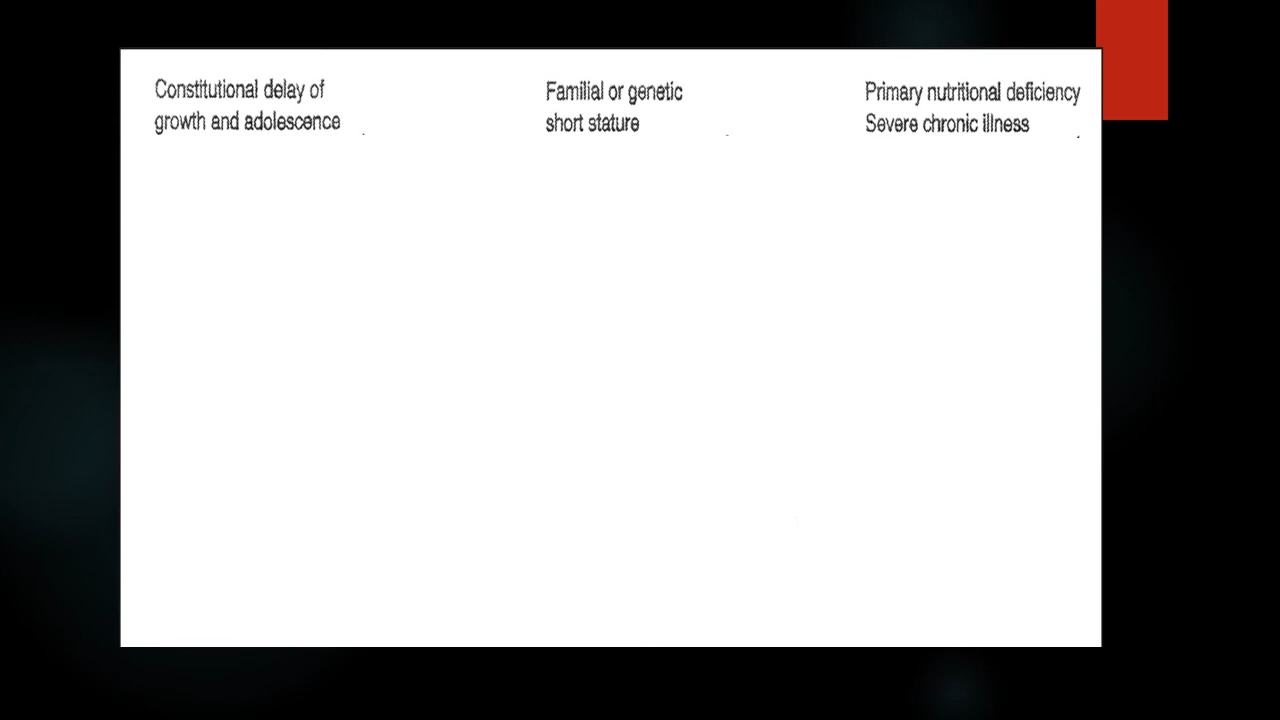 Constitutional delay of
growth and adolescence
Familial or genetic
short stature
Primary nutritional deficiency
Severe chronic illness